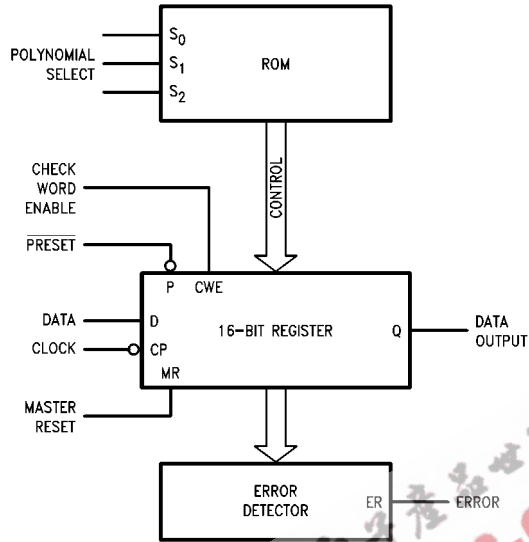 S0
POLYNOMIAL
SELECT
S1
ROM
S2
CONTROL
CHECK
WORD
ENABLE
PRESET
P CWE
DATA
D
16-BIT REGISTER
Q
DATA
OUTPUT
CLOCK
CP
MR
MASTER
RESET
ERROR
DETECTOR
ER
ERROR